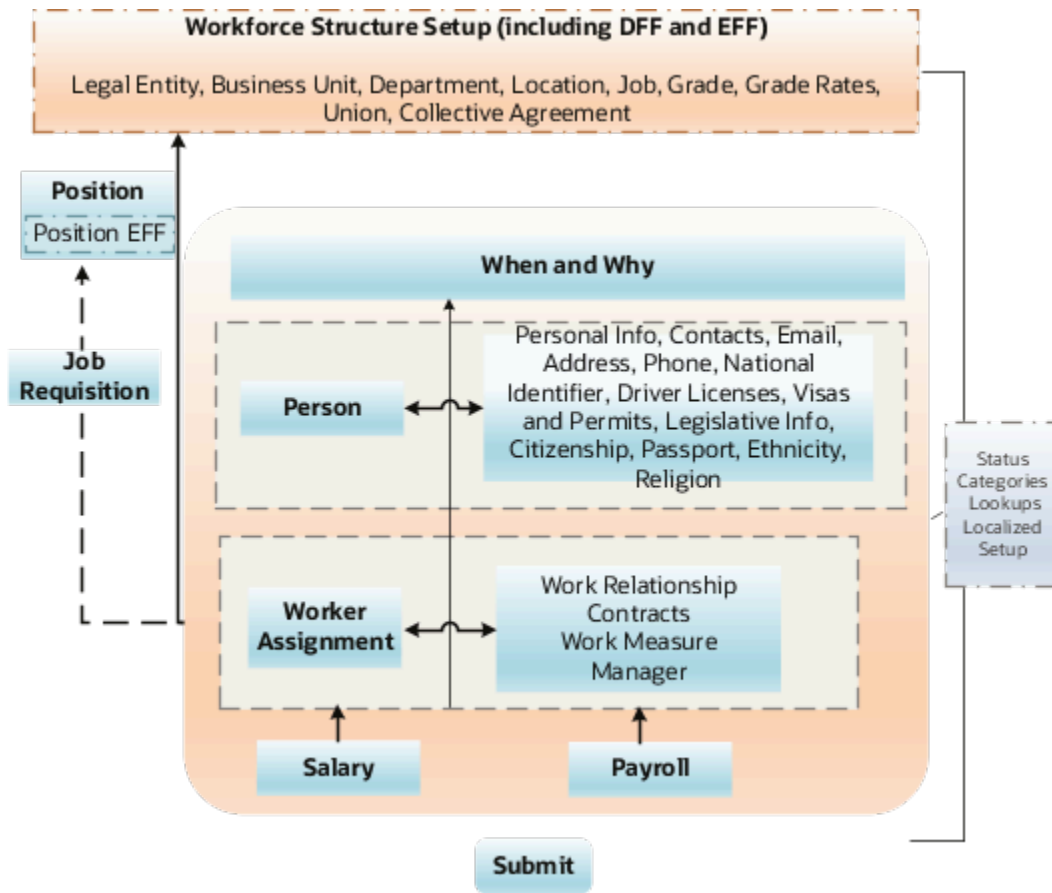 Workforce Structure Setup (including DFF and EFF)
Legal Entity, Business Unit, Department, Location, Job, Grade, Grade Rates,
Union, Collective Agreement
Position
Position EFF
Job
Requisition
When and Why
Person
Personal Info, Contacts, Email,
Address, Phone, National
Identifier, Driver Licenses, Visas
and Permits, Legislative Info,
Citizenship, Passport, Ethnicity,
Religion
Worker
Assignment
Work Relationship
Contracts
Work Measure
Manager
Salary
Payroll
Status
Categories
Lookups
Localized
Setup
Submit